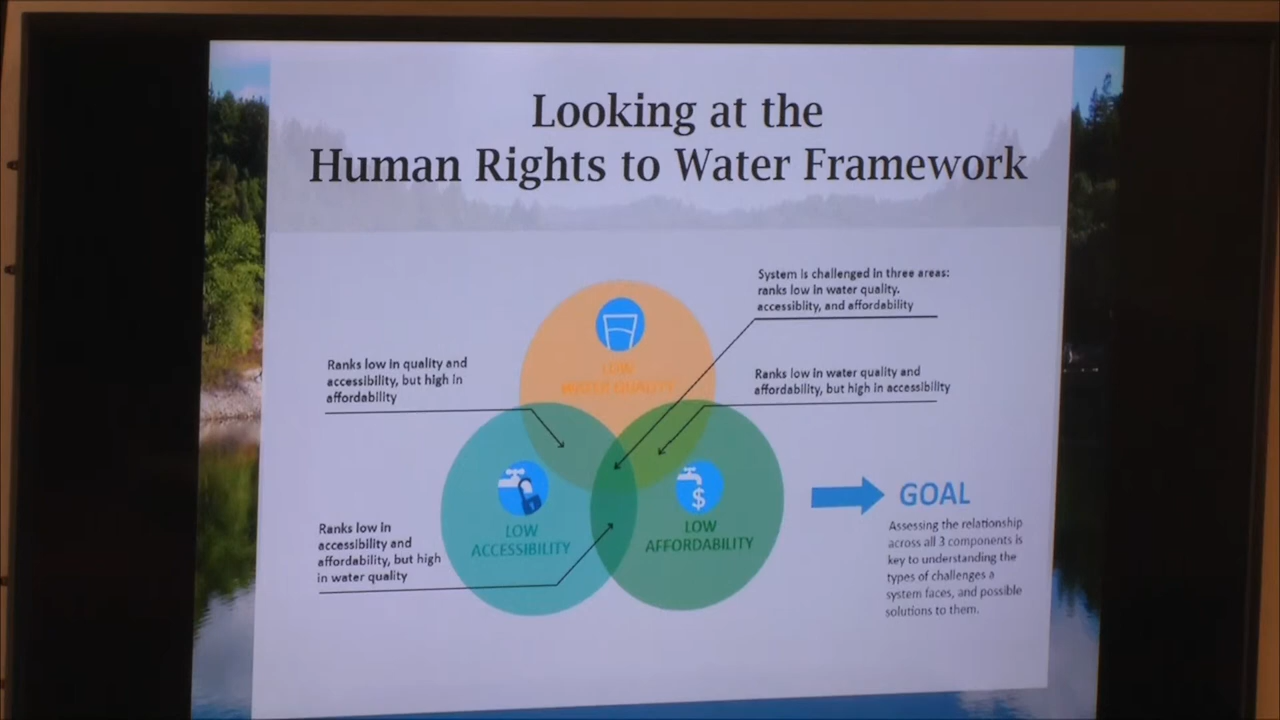 Looking at the
Human Rights to Water Framework
System is challenged in three areas:
ranks low in water quality.
accessiblity, and affordability
Ranks low in quality and
accessibility, but high in
affordability
Ranks low in water quality and
affordability, but high in accessibility
LOW
WATER QUALITY
LOW
ACCESSIBILITY
LOW
AFFORDABILITY
$
Ranks low in
accessibility and
affordability, but high
in water quality
GOAL
Assessing the relationship
across all 3 components is
key to understanding the
types of challenges a
system faces, and possible
solutions to them.